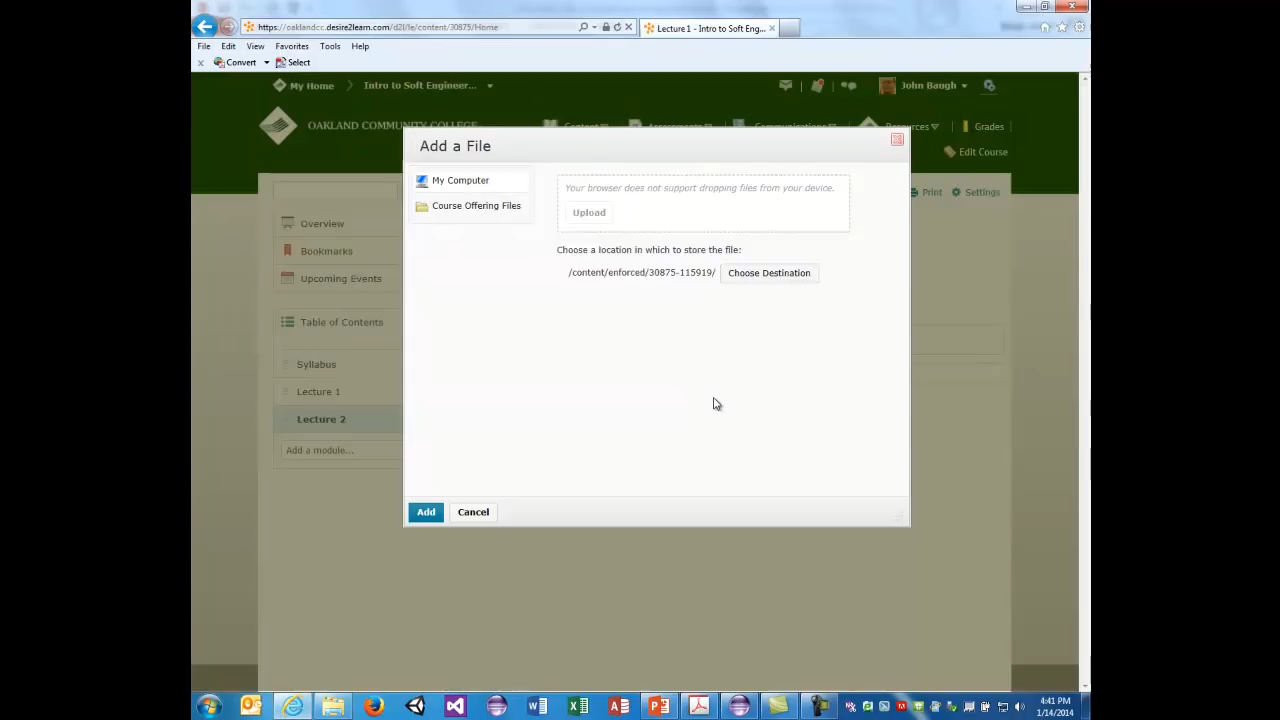 https://oaklandcc.desire2learn.com/d2l/le/content/30875/Home
Lecture 1 - Intro to Soft Eng...
File Edit View Favorites Tools Help
x Convert Select
My Home Intro to Soft Engineer... John Baugh
OAKLAND COMMUNITY COLLEGE
Content Assessments Communications Resources Grades
Edit Course
Print Settings
Add a File
My Computer
Course Offering Files
Your browser does not support dropping files from your device.
Upload
Choose a location in which to store the file:
/content/enforced/30875-115919/ Choose Destination
Overview
Bookmarks
Upcoming Events
Table of Contents
Syllabus
Lecture 1
Lecture 2
Add a module...
Add Cancel
4:41 PM
1/14/2014